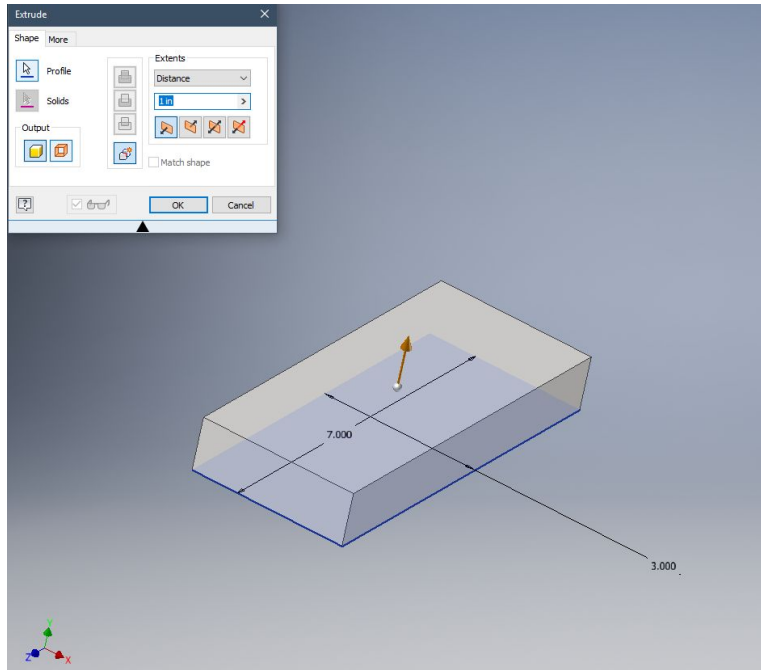 Extrude
Shape More
Profile
Solids
Output
Extents
Distance
1 in
Match shape
?
OK
Cancel
7.000
3.000
Y
Z
X